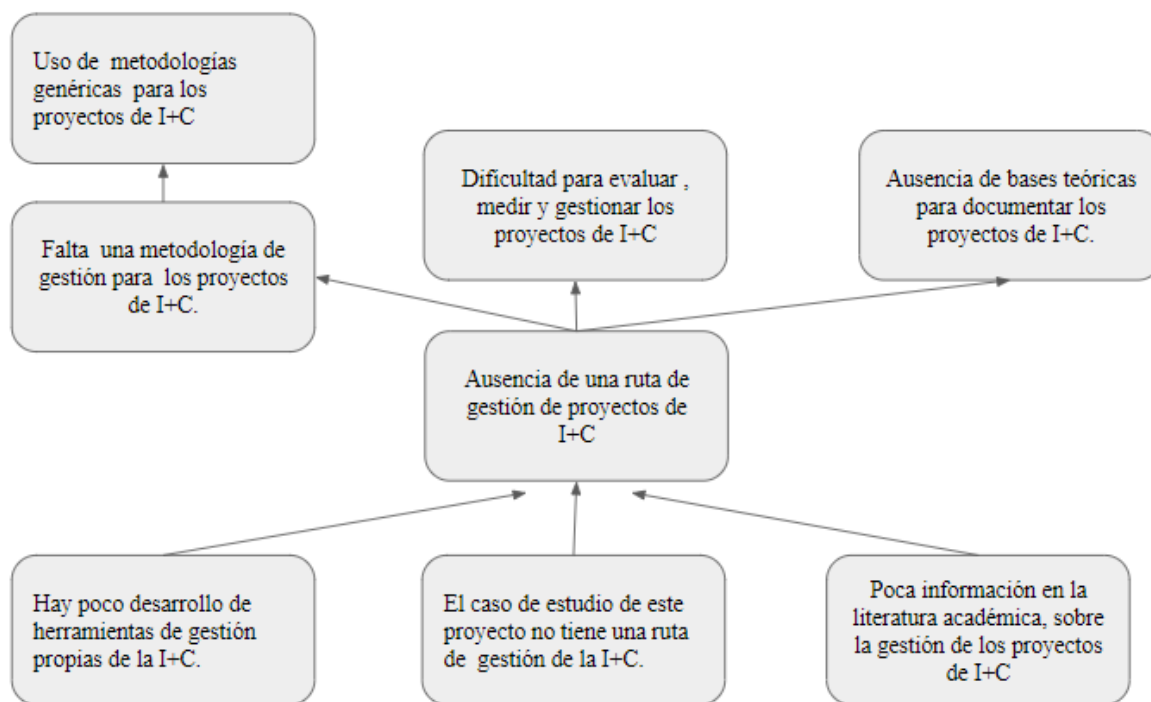 Uso de metodologías
genéricas para los
proyectos de I+C
Dificultad para evaluar ,
medir y gestionar los
proyectos de I+C
Ausencia de bases teóricas
para documentar los
proyectos de I+C.
Falta una metodología de
gestión para los proyectos
de I+C.
Ausencia de una ruta de
gestión de proyectos de
I+C
Hay poco desarrollo de
herramientas de gestión
propias de la I+C.
El caso de estudio de este
proyecto no tiene una ruta
de gestión de la I+C.
Poca información en la
literatura académica, sobre
la gestión de los proyectos
de I+C